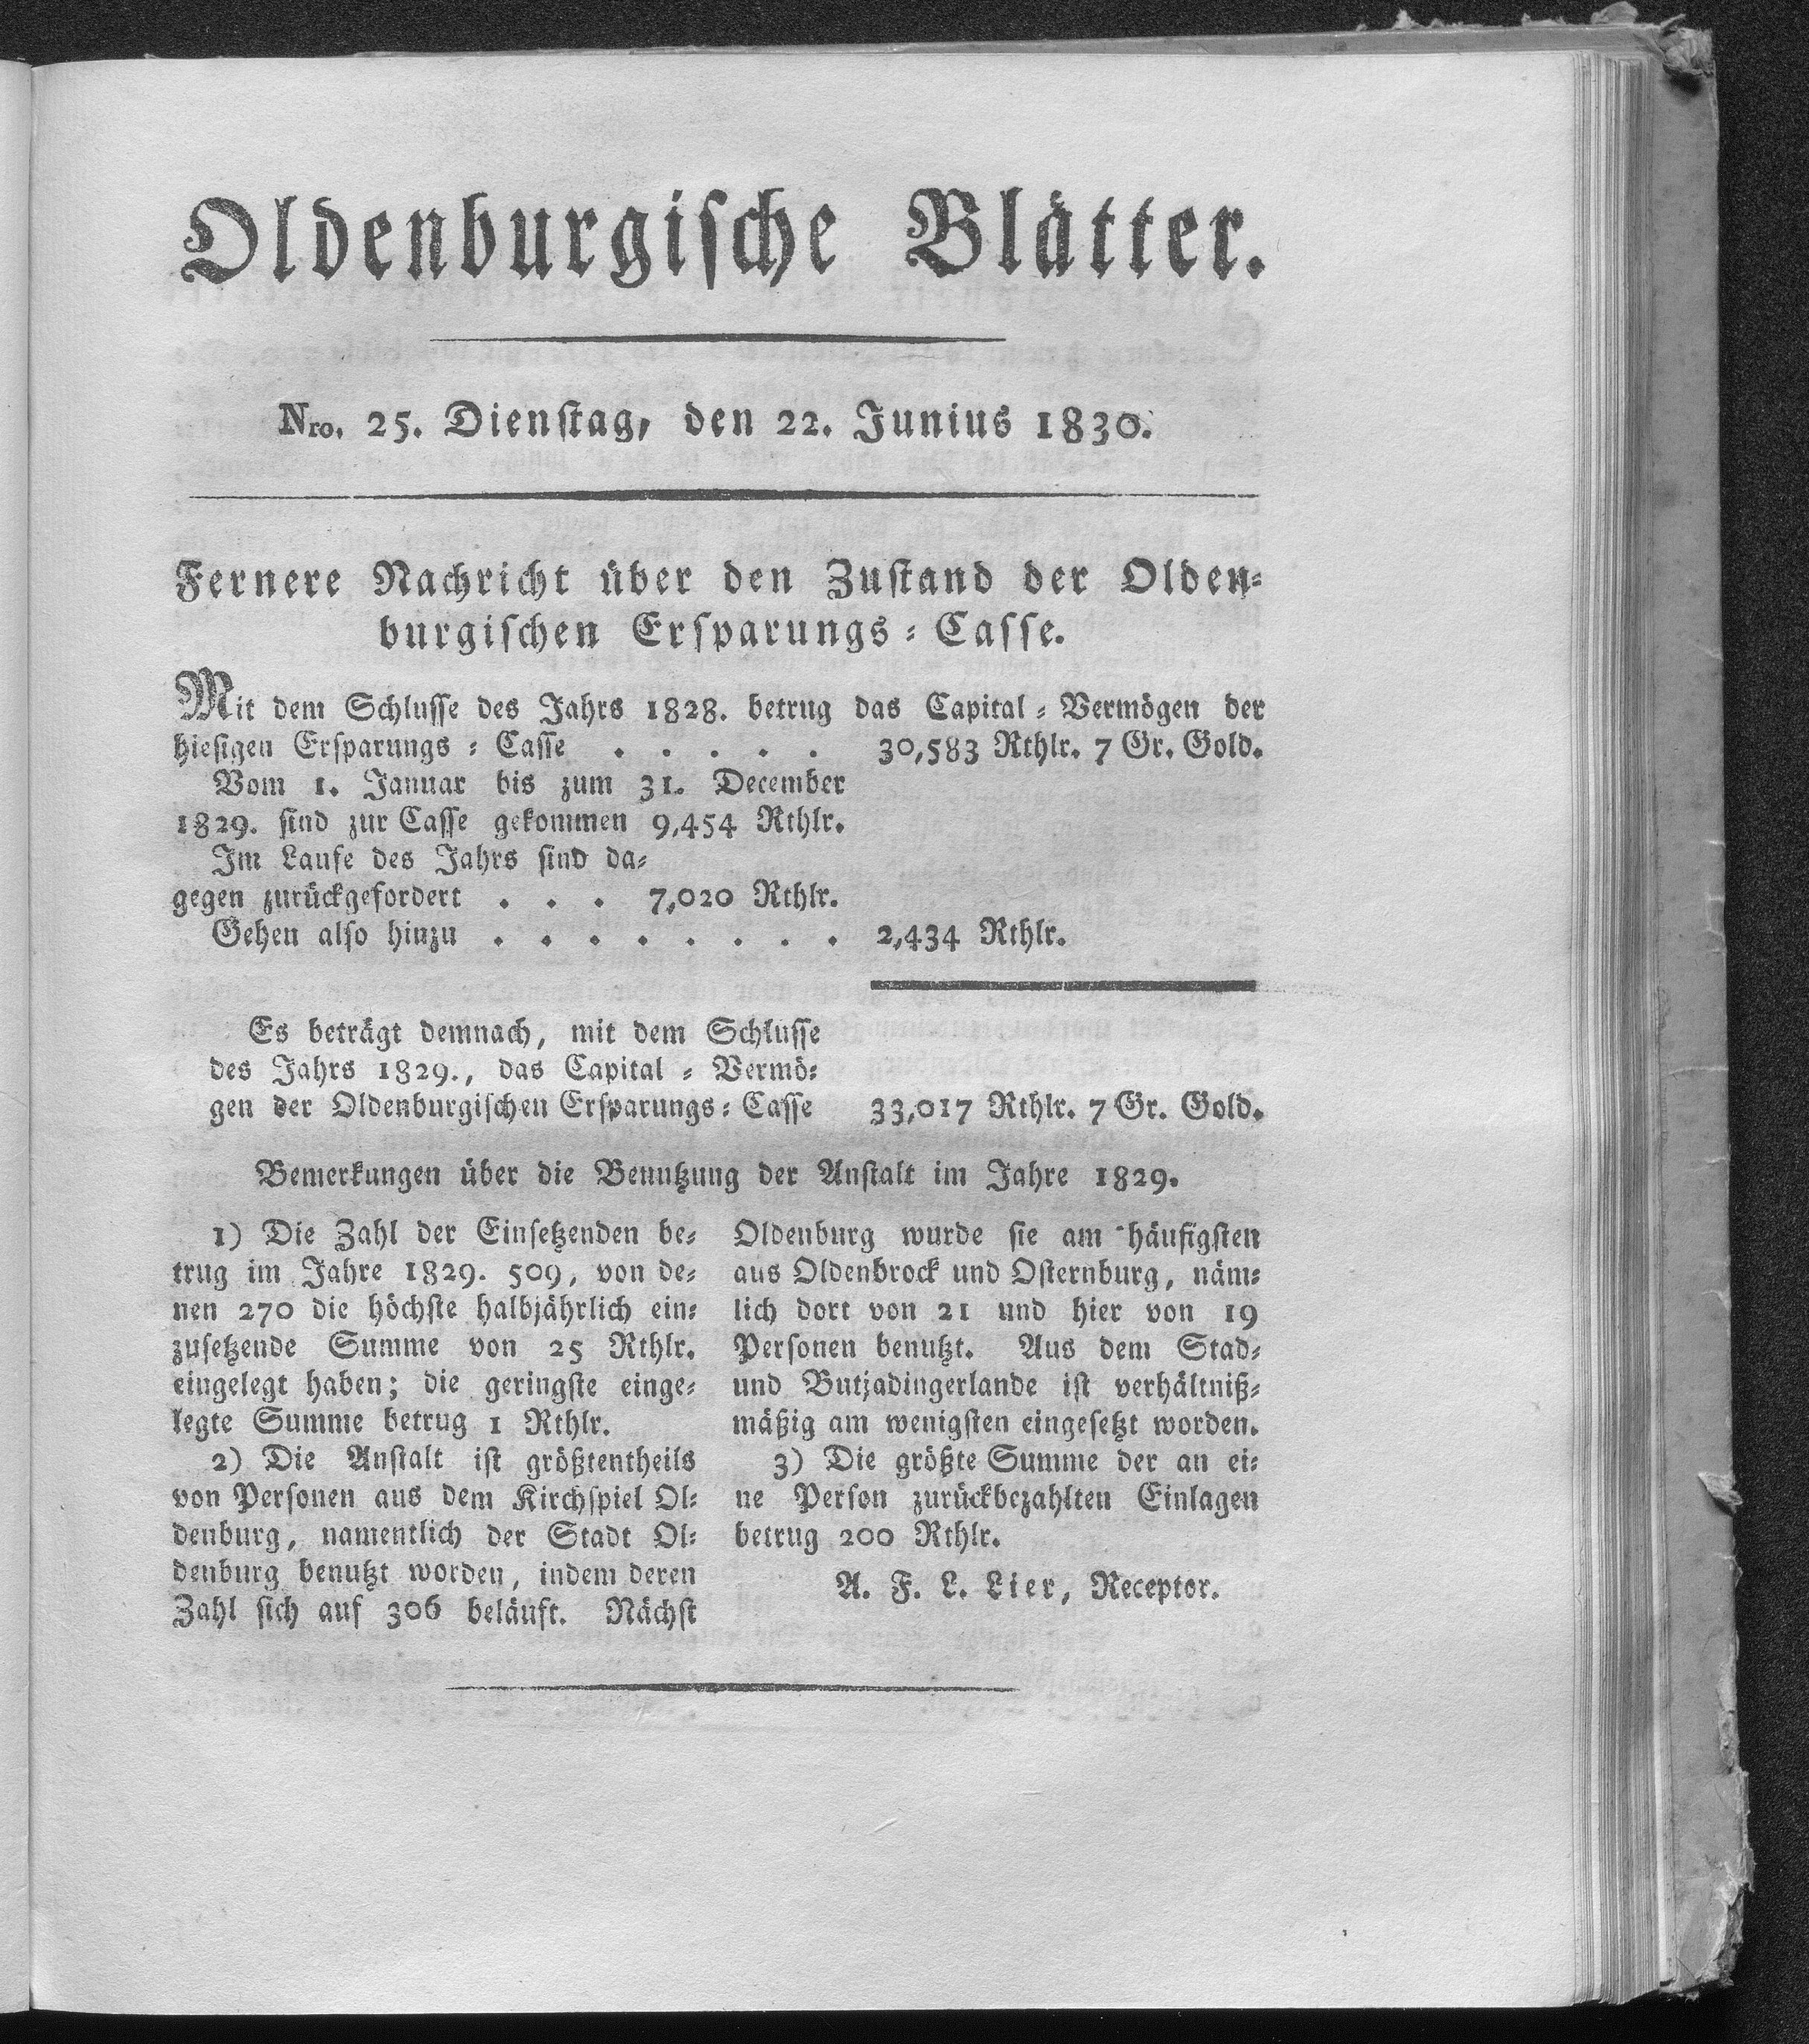 Oldenburgische Blätter.
Nro. 25. Dienstag, den 22. Junius 1830.
Fernere Nachricht über den Zustand der Olden-
burgischen Ersparungs-Casse.
Mit dem Schlusse des Jahrs 1828. betrug das Capital-Vermögen der
hiesigen Ersparungs-Casse . . . . . 30,583 Rthlr. 7 Gr. Gold.
Vom 1. Januar bis zum 31. December
1829. sind zur Casse gekommen 9,454 Rthlr.
Im Laufe des Jahrs sind da-
gegen zurückgefordert . . . 7,020 Rthlr.
Gehen also hinzu . . . . . . . . 2,434 Rthlr.
Es beträgt demnach, mit dem Schlusse
des Jahrs 1829., das Capital-Vermö-
gen der Oldenburgischen Ersparungs-Casse 33,017 Rthlr. 7 Gr. Gold.
Bemerkungen über die Benutzung der Anstalt im Jahre 1829.
1) Die Zahl der Einsetzenden be-
trug im Jahre 1829. 509, von de-
nen 270 die höchste halbjährlich ein-
zusetzende Summe von 25 Rthlr.
eingelegt haben; die geringste einge-
legte Summe betrug 1 Rthlr.
2) Die Anstalt ist größtentheils
von Personen aus dem Kirchspiel Ol-
denburg, namentlich der Stadt Ol-
denburg benutzt worden, indem deren
Zahl sich auf 306 beläuft. Nächst
Oldenburg wurde sie am häufigsten
aus Oldenbrock und Osternburg, näm-
lich dort von 21 und hier von 19
Personen benutzt. Aus dem Stad-
und Butjadingerlande ist verhältniß-
mäßig am wenigsten eingesetzt worden.
3) Die größte Summe der an ei-
ne Person zurückbezahlten Einlagen
betrug 200 Rthlr.
A. F. L. Lier, Receptor.